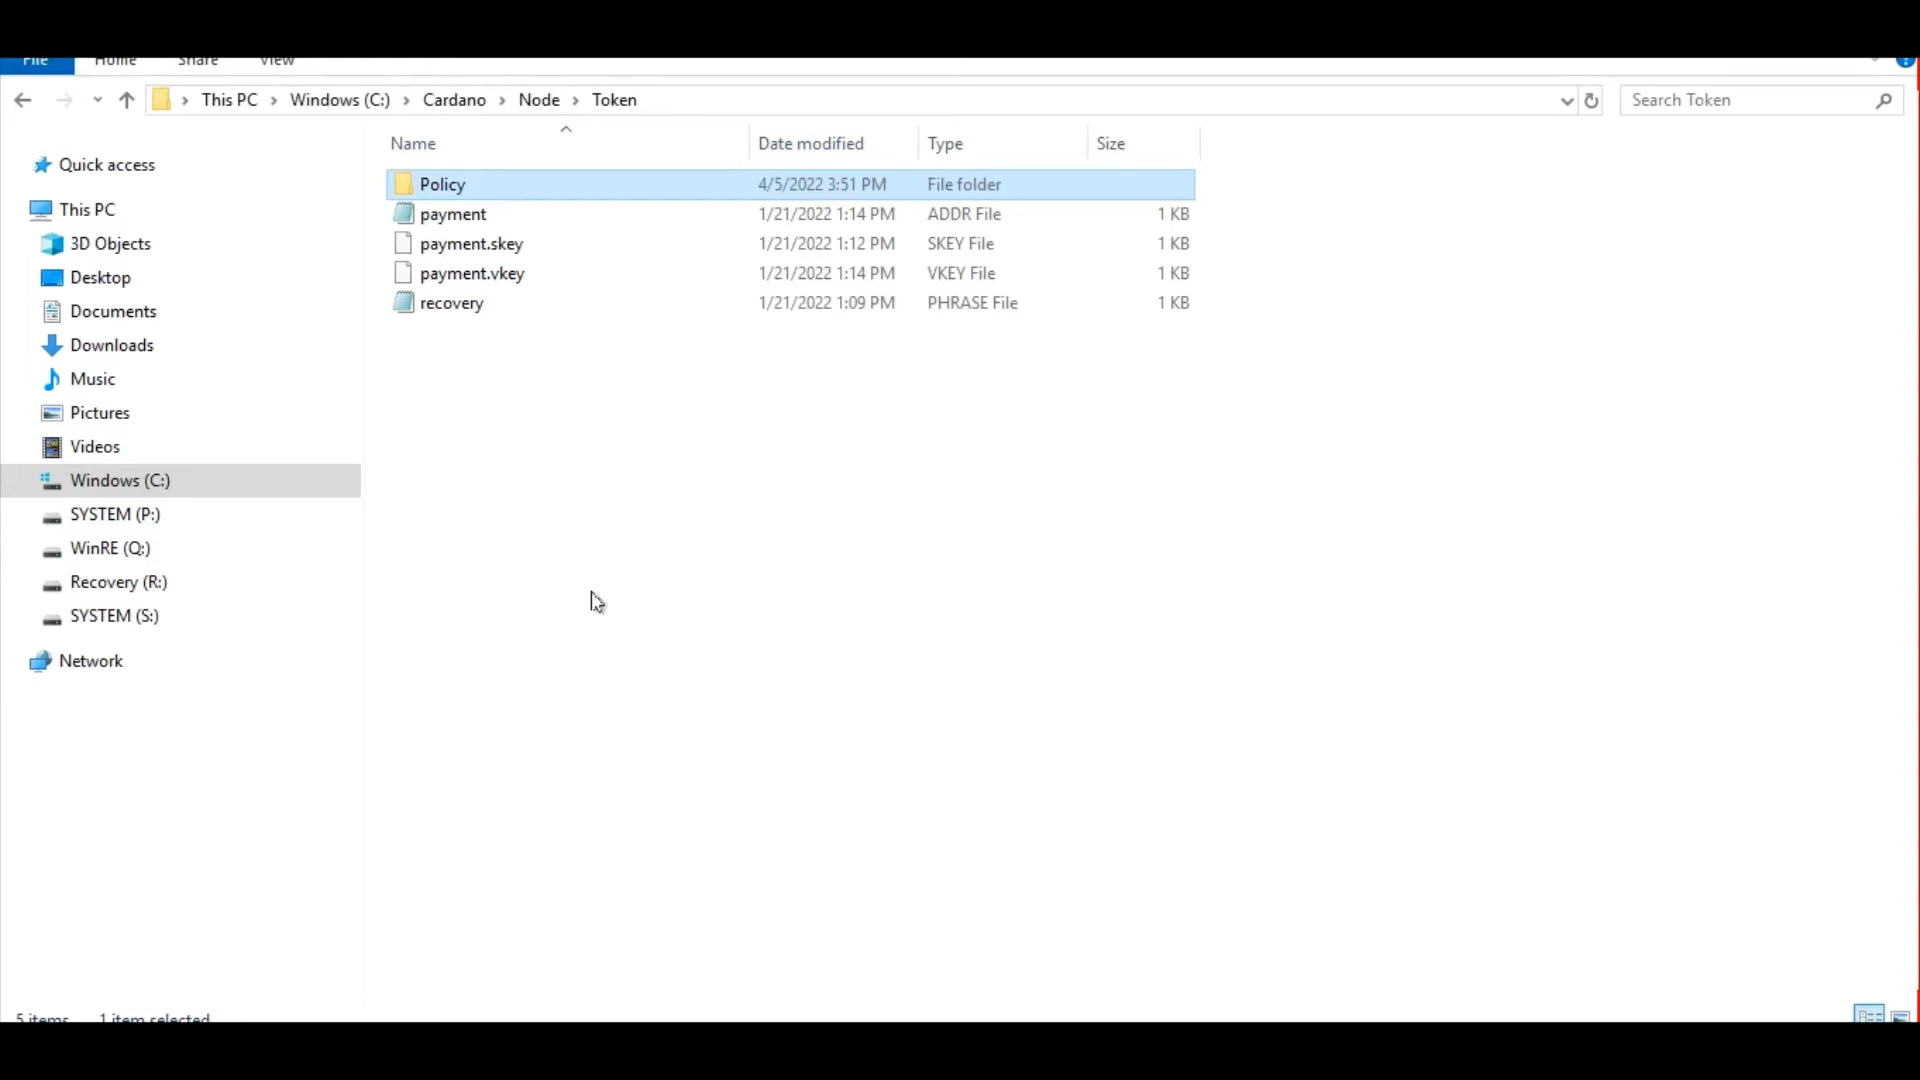 File Home Share View
This PC Windows (C:) Cardano Node Token Search Token
Name Date modified Type Size
Quick access
This PC
3D Objects
Desktop
Documents
Downloads
Music
Pictures
Videos
Windows (C:)
SYSTEM (P:)
WinRE (Q:)
Recovery (R:)
SYSTEM (S:)
Network
Policy 4/5/2022 3:51 PM File folder
payment 1/21/2022 1:14 PM ADDR File 1 KB
payment.skey 1/21/2022 1:12 PM SKEY File 1 KB
payment.vkey 1/21/2022 1:14 PM VKEY File 1 KB
recovery 1/21/2022 1:09 PM PHRASE File 1 KB
5 items 1 item selected